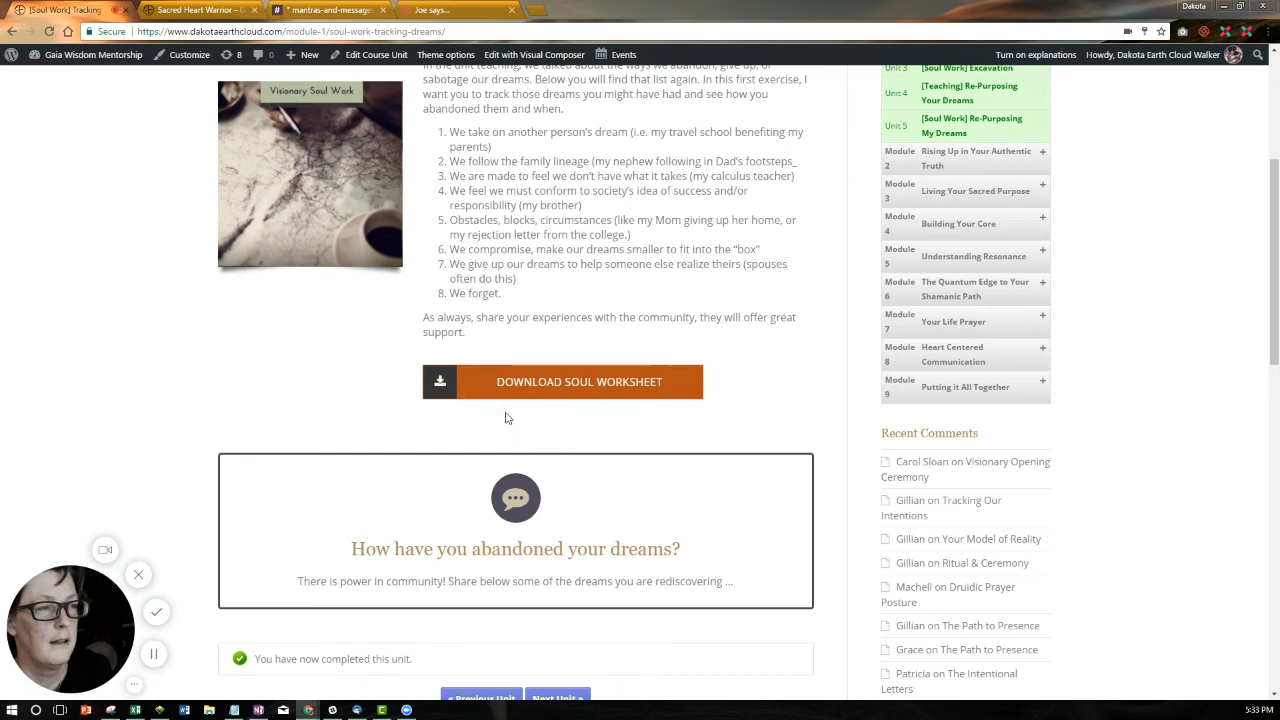 [Soul Work] Tracking
Sacred Heart Warrior – G
* mantras-and-message
Joe says...
Dakota
Secure
https://www.dakotaearthcloud.com/module-1/soul-work-tracking-dreams/
Gaia Wisdom Mentorship
Customize
8
0
New
Edit Course Unit
Theme options
Edit with Visual Composer
Events
Turn on explanations
Howdy, Dakota Earth Cloud Walker
Visionary Soul Work
In the unit teaching, we talked about the ways we abandon, give up, or
sabotage our dreams. Below you will find that list again. In this first exercise, I
want you to track those dreams you might have had and see how you
abandoned them and when.
1. We take on another person's dream (i.e. my travel school benefiting my
parents)
2. We follow the family lineage (my nephew following in Dad's footsteps_
3. We are made to feel we don't have what it takes (my calculus teacher)
4. We feel we must conform to society's idea of success and/or
responsibility (my brother)
5. Obstacles, blocks, circumstances (like my Mom giving up her home, or
my rejection letter from the college.)
6. We compromise, make our dreams smaller to fit into the “box”
7. We give up our dreams to help someone else realize theirs (spouses
often do this)
8. We forget.
As always, share your experiences with the community, they will offer great
support.
DOWNLOAD SOUL WORKSHEET
How have you abandoned your dreams?
There is power in community! Share below some of the dreams you are rediscovering ...
You have now completed this unit.
« Previous Unit
Next Unit »
Unit 3 [Soul Work] Excavation
Unit 4 [Teaching] Re-Purposing
Your Dreams
Unit 5 [Soul Work] Re-Purposing
My Dreams
Module 2 Rising Up in Your Authentic
Truth +
Module 3 Living Your Sacred Purpose +
Module 4 Building Your Core +
Module 5 Understanding Resonance +
Module 6 The Quantum Edge to Your
Shamanic Path +
Module 7 Your Life Prayer +
Module 8 Heart Centered
Communication +
Module 9 Putting it All Together +
Recent Comments
Carol Sloan on Visionary Opening
Ceremony
Gillian on Tracking Our
Intentions
Gillian on Your Model of Reality
Gillian on Ritual & Ceremony
Machell on Druidic Prayer
Posture
Gillian on The Path to Presence
Grace on The Path to Presence
Patricia on The Intentional
Letters
5:33 PM